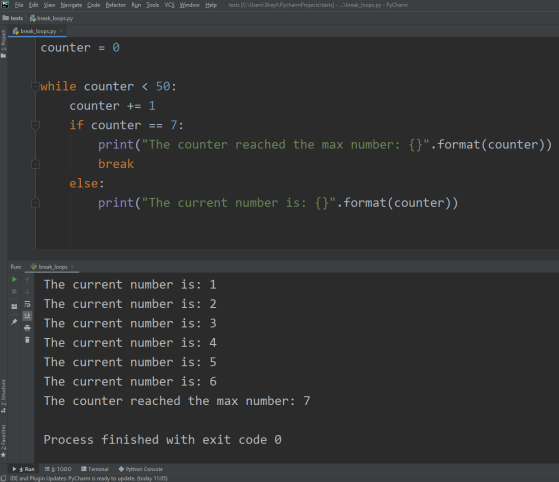 File Edit View Navigate Code Refactor Run Tools VCS Window Help tests [C:\Users\Shay\PycharmProjects\tests] - ...\break_loops.py - PyCharm
tests break_loops.py
break_loops.py
1: Project
counter = 0
while counter < 50:
counter += 1
if counter == 7:
print("The counter reached the max number: {}".format(counter))
break
else:
print("The current number is: {}".format(counter))
Run: break_loops
The current number is: 1
The current number is: 2
The current number is: 3
The current number is: 4
The current number is: 5
The current number is: 6
The counter reached the max number: 7
Process finished with exit code 0
Z: Structure
2: Favorites
4: Run 6: TODO Terminal Python Console
IDE and Plugin Updates: PyCharm is ready to update. (today 11:05)